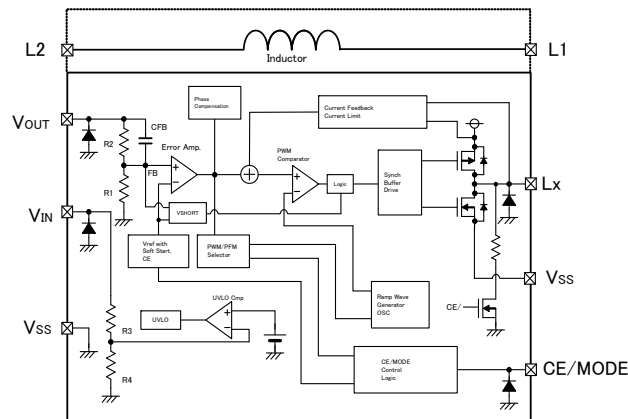 L2
L1
Inductor
Phase
Compensation
Current Feedback
Current Limit
VOUT
CFB
R2
Error Amp.
FB
R1
PWM
Comparator
Logic
Synch
Buffer
Drive
Lx
VSHORT
VIN
Vref with
Soft Start,
CE
PWM/PFM
Selector
VSS
UVLO Cmp
R3
UVLO
Ramp Wave
Generator
OSC
CE/
VSS
R4
CE/MODE
Control
Logic
CE/MODE